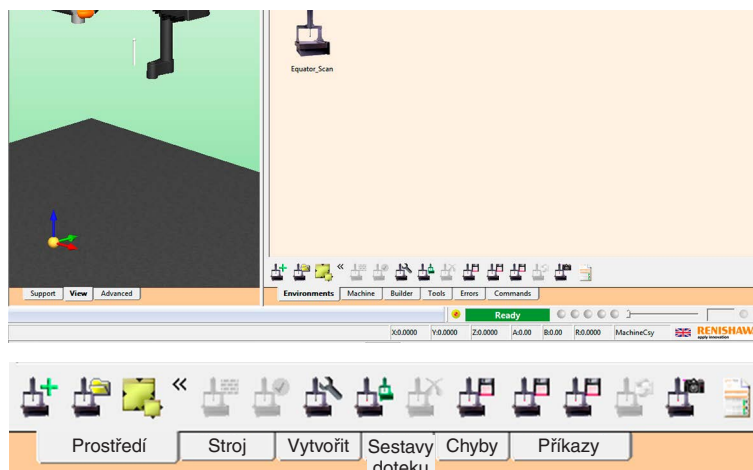 Equator_Scan
Support View Advanced
Environments Machine Builder Tools Errors Commands
Ready
X:0.0000 Y:0.0000 Z:0.0000 A:0.00 B:0.00 R:0.0000 MachineCsy RENISHAW
apply innovation
Prostředí Stroj Vytvořit Sestavy doteku Chyby Příkazy